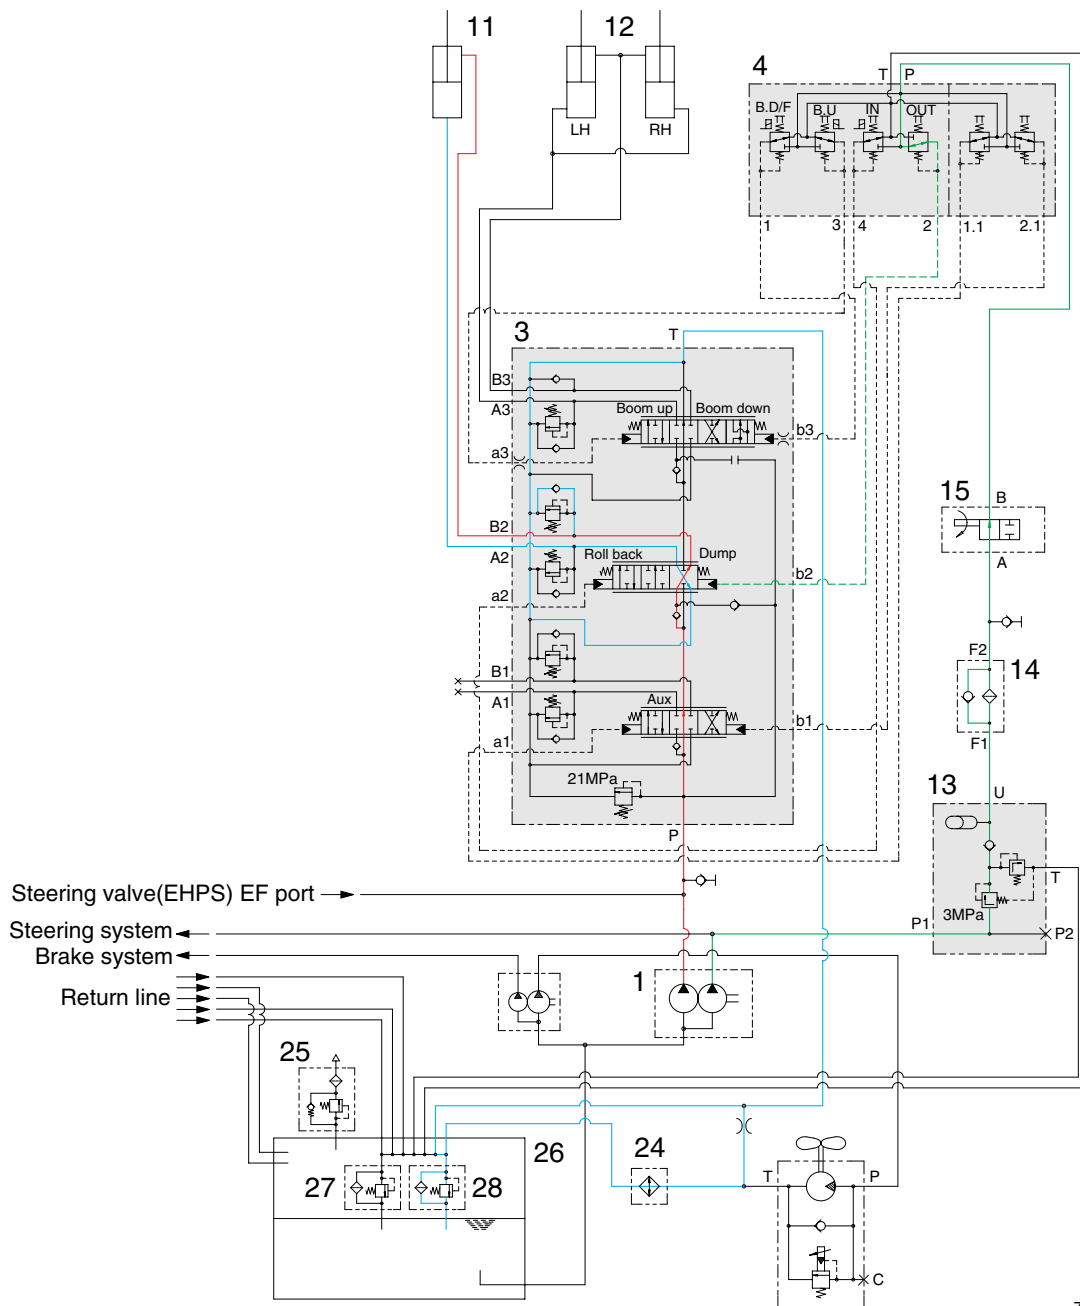 11
12
LH
RH
4
T
P
B.D/F
B.U
IN
OUT
1
3
4
2
1.1
2.1
3
T
B3
A3
Boom up
Boom down
a3
b3
B2
A2
Roll back
Dump
a2
b2
B1
A1
Aux
a1
b1
21MPa
P
15
B
A
F2
14
F1
13
U
T
3MPa
P1
P2
Steering valve(EHPS) EF port
Steering system
Brake system
Return line
1
25
26
27
28
24
T
P
C